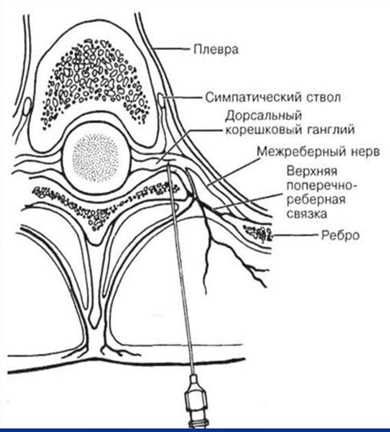 Плевра
Симпатический ствол
Дорсальный
корешковый ганглий
Межреберный нерв
Верхняя
поперечно-
реберная
связка
Ребро